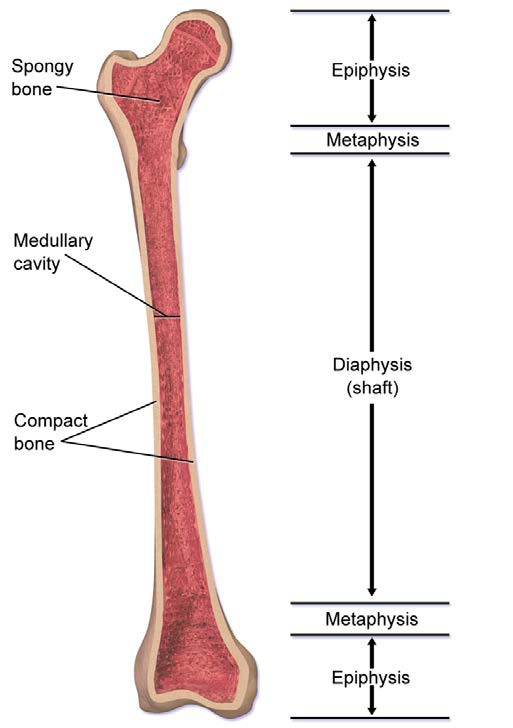 Spongy
bone
Epiphysis
Metaphysis
Medullary
cavity
Diaphysis
(shaft)
Compact
bone
Metaphysis
Epiphysis